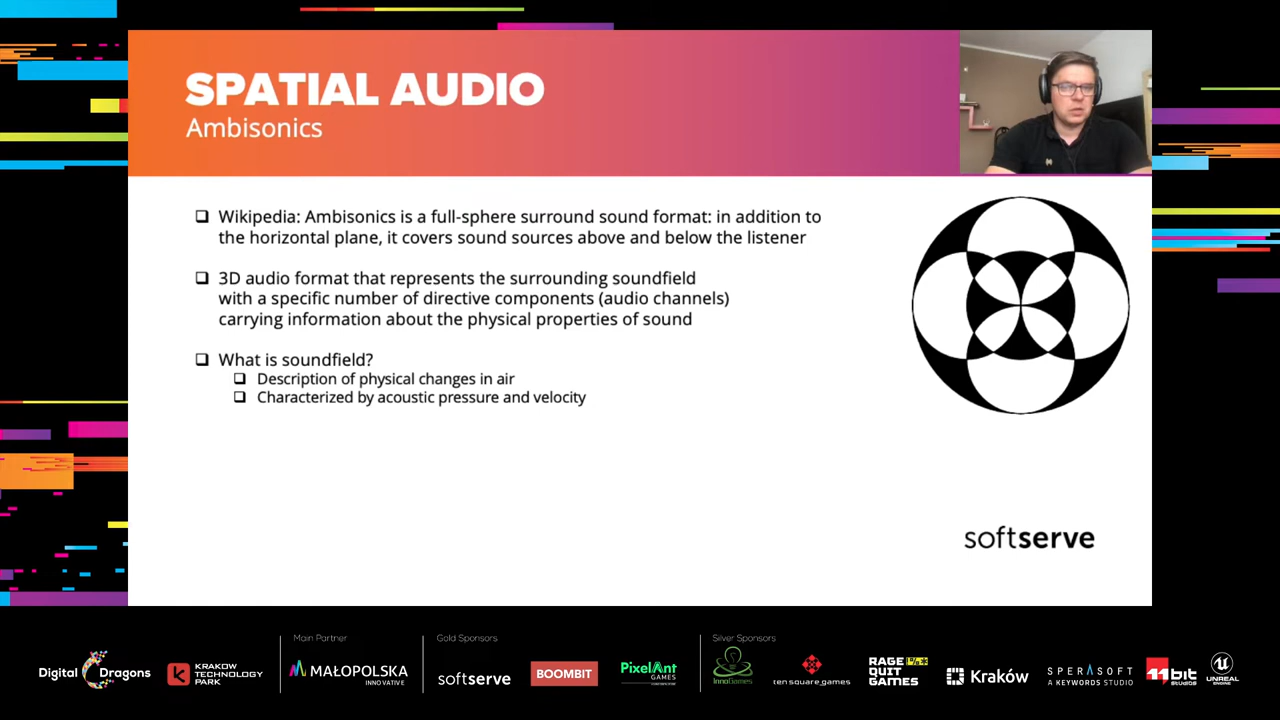 SPATIAL AUDIO
Ambisonics
Wikipedia: Ambisonics is a full-sphere surround sound format: in addition to
the horizontal plane, it covers sound sources above and below the listener
3D audio format that represents the surrounding soundfield
with a specific number of directive components (audio channels)
carrying information about the physical properties of sound
What is soundfield?
Description of physical changes in air
Characterized by acoustic pressure and velocity
softserve
Main Partner
Gold Sponsors
Silver Sponsors
Digital Dragons
KRAKOW
TECHNOLOGY
PARK
MAŁOPOLSKA
INNOVATIVE
softserve
BOOMBIT
PixelAnt
GAMES
InnoGames
ten square games
RAGE
QUIT
GAMES
Kraków
SPERASOFT
A KEYWORDS STUDIO
11 bit
STUDIOS
UNREAL
ENGINE